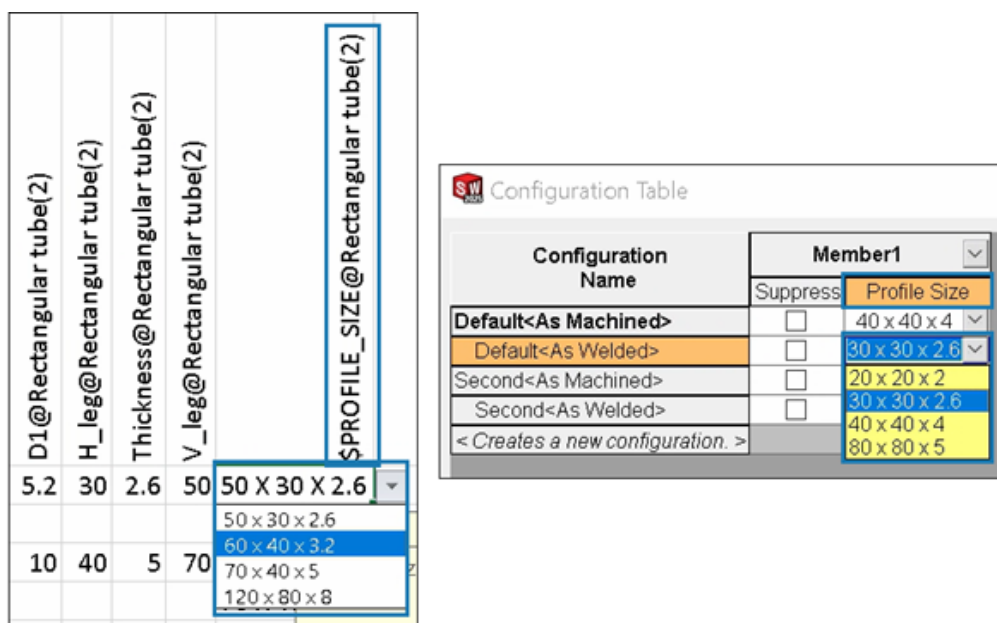 D1@Rectangular tube(2)
H_leg@Rectangular tube(2)
Thickness@Rectangular tube(2)
V_leg@Rectangular tube(2)
$PROFILE_SIZE@Rectangular tube(2)
5.2 30 2.6 50 50 X 30 X 2.6
50 x 30 x 2.6
60 x 40 x 3.2
10 40 5 70 70 x 40 x 5
120 x 80 x 8
SW
2025
Configuration Table
Configuration Name
Member1
Suppress Profile Size
Default<As Machined> 40 x 40 x 4
Default<As Welded> 30 x 30 x 2.6
Second<As Machined> 20 x 20 x 2
30 x 30 x 2.6
Second<As Welded> 40 x 40 x 4
< Creates a new configuration. > 80 x 80 x 5